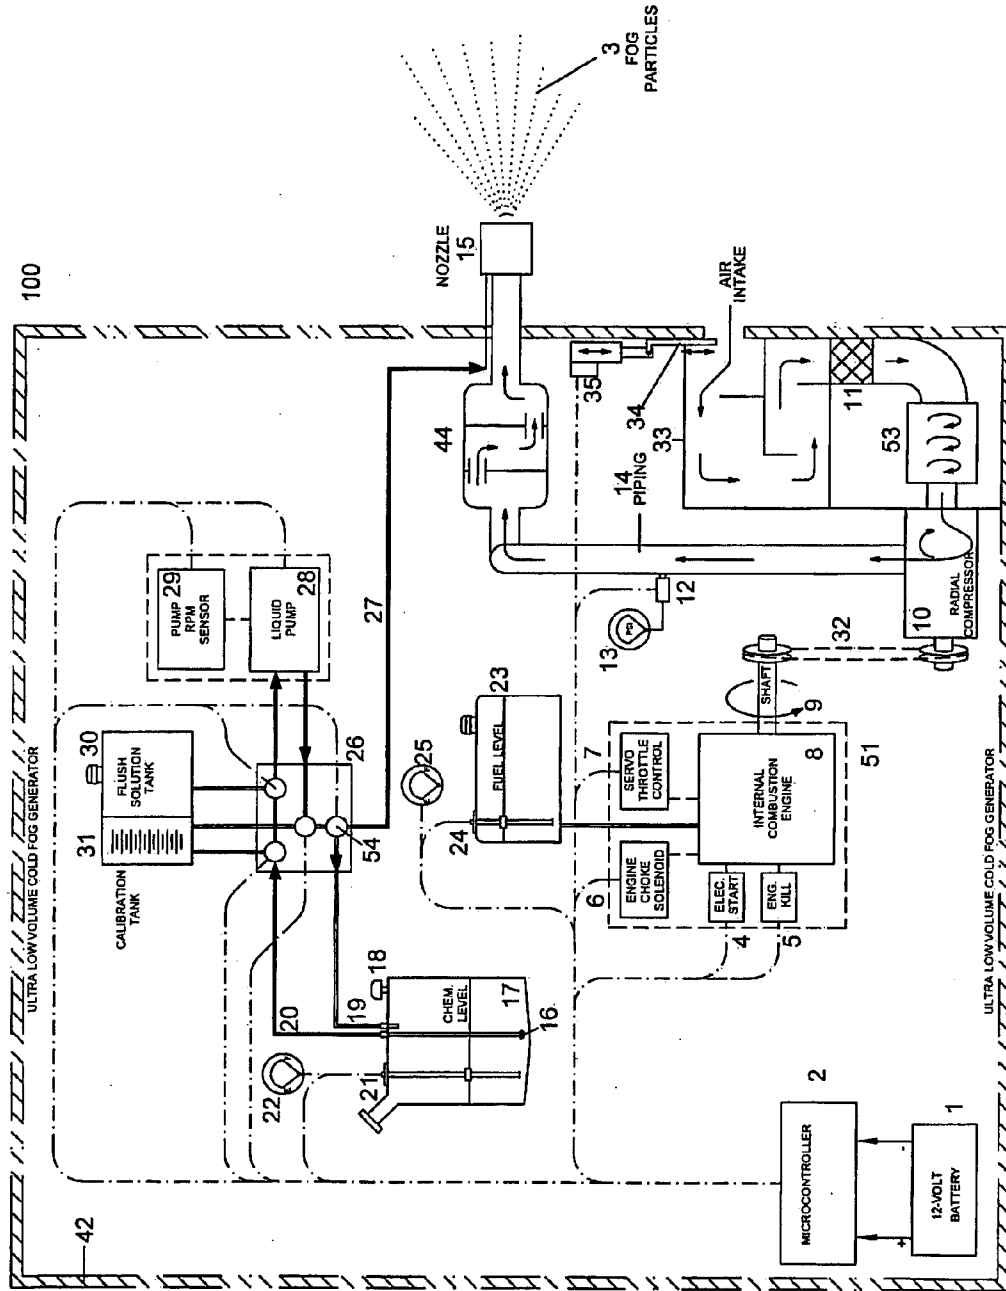 100
ULTRA LOW VOLUME COLD FOG GENERATOR
42
NOZZLE
15
3
FOG
PARTICLES
AIR
INTAKE
44
35
34
33
14
PIPING
11
53
10
RADIAL
COMPRESSOR
12
13
PSI
32
27
PUMP
RPM
SENSOR
29
LIQUID
PUMP
28
30
FLUSH
SOLUTION
TANK
31
CALIBRATION
TANK
26
54
25
23
FUEL LEVEL
24
SHAFT
9
7
SERVO
THROTTLE
CONTROL
INTERNAL
COMBUSTION
ENGINE
8
51
6
ENGINE
CHOKE
SOLENOID
ELEC.
START
4
ENG.
KILL
5
18
19
20
CHEM.
LEVEL
17
16
21
22
MICROCONTROLLER
2
+
-
12-VOLT
BATTERY
1
ULTRA LOW VOLUME COLD FOG GENERATOR